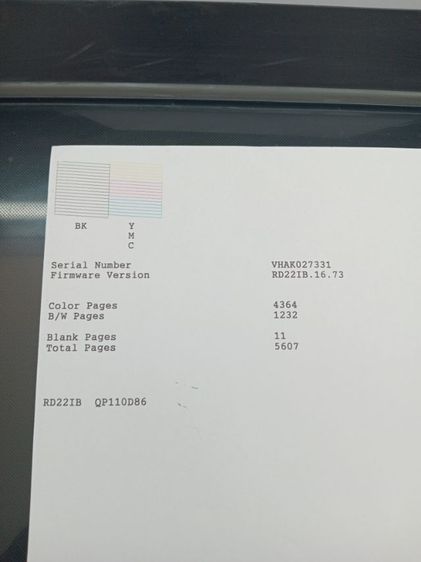 BK Y
M
C
Serial Number VHAK027331
Firmware Version RD22IB.16.73
Color Pages 4364
B/W Pages 1232
Blank Pages 11
Total Pages 5607
RD22IB QP110D86